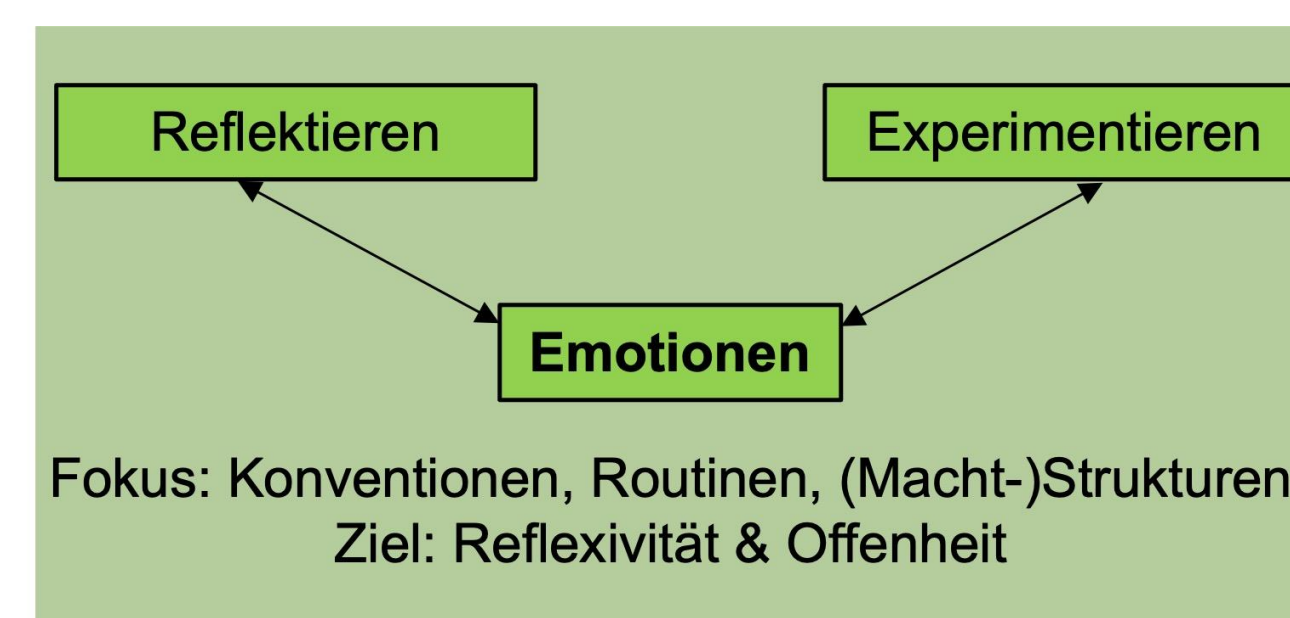 Reflektieren
Experimentieren
Emotionen
Fokus: Konventionen, Routinen, (Macht-)Strukturen
Ziel: Reflexivität & Offenheit